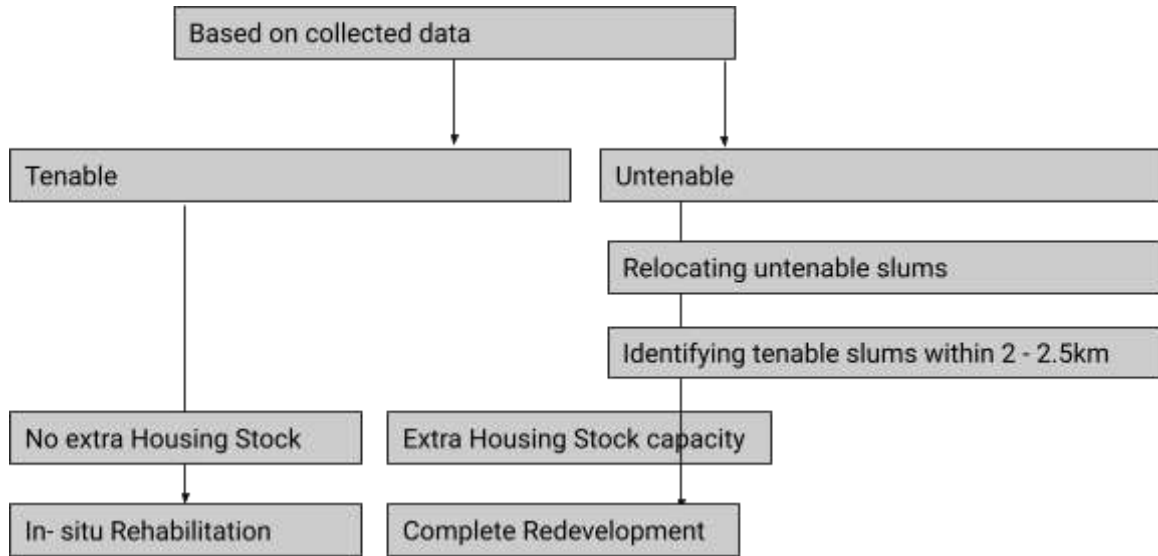 Based on collected data
Tenable
Untenable
Relocating untenable slums
Identifying tenable slums within 2 - 2.5km
No extra Housing Stock
Extra Housing Stock capacity
In- situ Rehabilitation
Complete Redevelopment